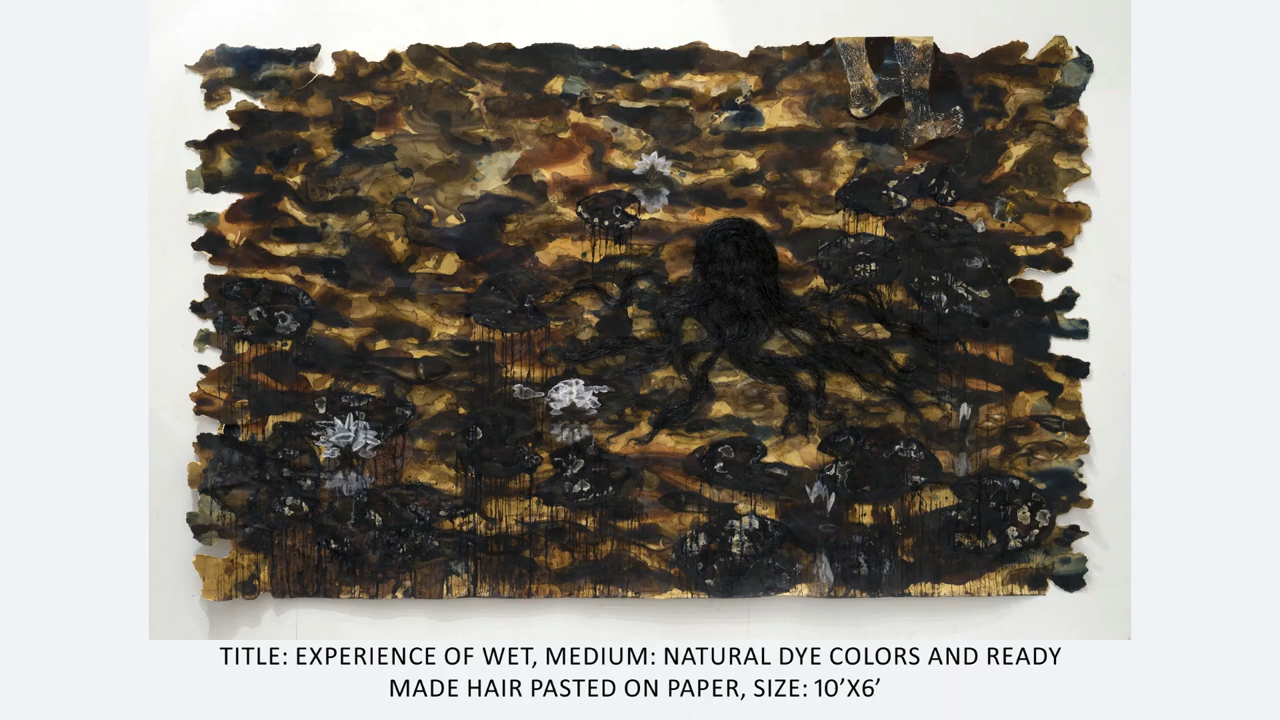 TITLE: EXPERIENCE OF WET, MEDIUM: NATURAL DYE COLORS AND READY
MADE HAIR PASTED ON PAPER, SIZE: 10’X6’